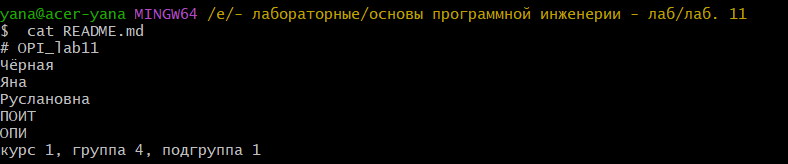 yana@acer-yana MINGW64 /e/- лабораторные/основы программной инженерии - лаб/лаб. 11
$ cat README.md
# OPI_lab11
Чёрная
Яна
Руслановна
ПОИТ
ОПИ
курс 1, группа 4, подгруппа 1